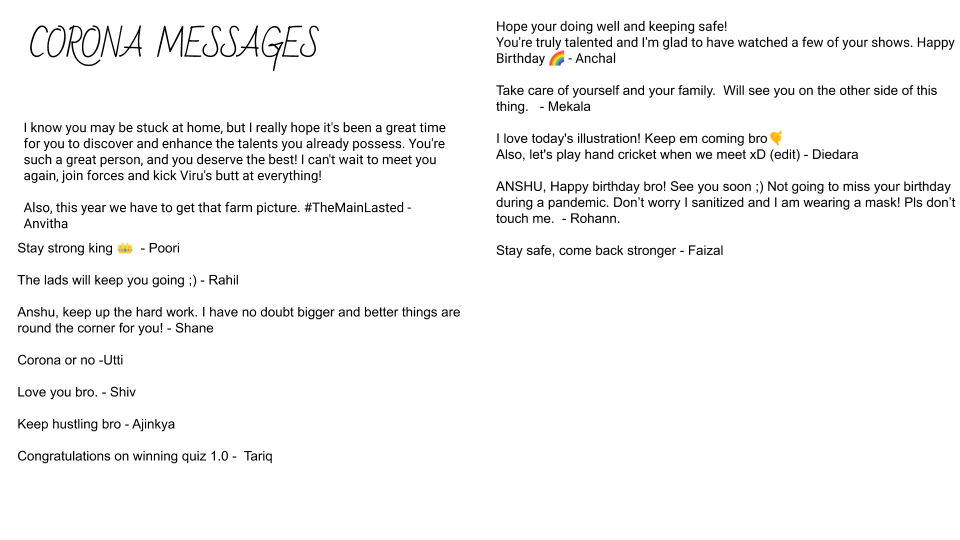 CORONA MESSAGES
I know you may be stuck at home, but I really hope it's been a great time
for you to discover and enhance the talents you already possess. You're
such a great person, and you deserve the best! I can't wait to meet you
again, join forces and kick Viru's butt at everything!
Also, this year we have to get that farm picture. #TheMainLasted -
Anvitha
Stay strong king 👑 - Poori
The lads will keep you going ;) - Rahil
Anshu, keep up the hard work. I have no doubt bigger and better things are
round the corner for you! - Shane
Corona or no -Utti
Love you bro. - Shiv
Keep hustling bro - Ajinkya
Congratulations on winning quiz 1.0 -  Tariq
Hope your doing well and keeping safe!
You're truly talented and I'm glad to have watched a few of your shows. Happy
Birthday 🌈 - Anchal
Take care of yourself and your family.  Will see you on the other side of this
thing.   - Mekala
I love today's illustration! Keep em coming bro🤙
Also, let's play hand cricket when we meet xD (edit) - Diedara
ANSHU, Happy birthday bro! See you soon ;) Not going to miss your birthday
during a pandemic. Don’t worry I sanitized and I am wearing a mask! Pls don’t
touch me.  - Rohann.
Stay safe, come back stronger - Faizal